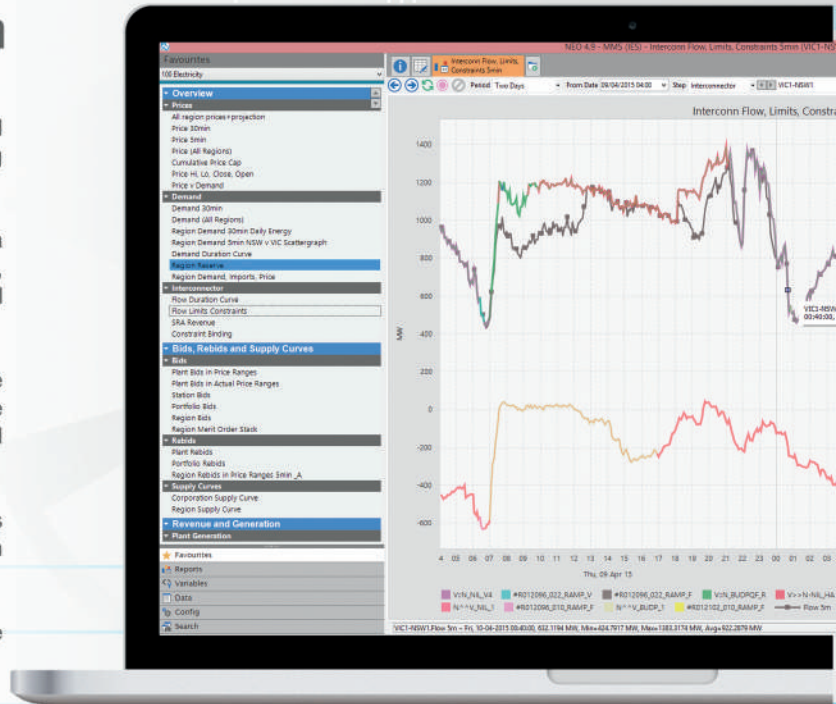 NEO 4.9 - MMS (IES) - Interconn Flow, Limits, Constraints 5min (VIC1-NS
Favourites
100 Electricity
Overview
Prices
All region prices+projection
Price 30min
Price 5min
Price (All Regions)
Cumulative Price Cap
Price Hi, Lo, Close, Open
Price v Demand
Demand
Demand 30min
Demand (All Regions)
Region Demand 30min Daily Energy
Region Demand 5min NSW v VIC Scattergraph
Demand Duration Curve
Region Reserve
Region Demand, Imports, Price
Interconnector
Flow Duration Curve
Flow Limits Constraints
SRA Revenue
Constraint Binding
Bids, Rebids and Supply Curves
Bids
Plant Bids in Price Ranges
Plant Bids in Actual Price Ranges
Station Bids
Portfolio Bids
Region Bids
Region Merit Order Stack
Rebids
Plant Rebids
Portfolio Rebids
Region Rebids in Price Ranges 5min _A
Supply Curves
Corporation Supply Curve
Region Supply Curve
Revenue and Generation
Plant Generation
Favourites
Reports
Variables
Data
Config
Search
Interconn Flow, Limits,
Constraints 5min
Period Two Days From Date 09/04/2015 04:00 Step Interconnector VIC1-NSW1
Interconn Flow, Limits, Constra
1400
1200
1000
800
600
400
200
0
-200
-400
-600
MW
VIC1-NSW
00:40:00,
4 05 06 07 08 09 10 11 12 13 14 15 16 17 18 19 20 21 22 23 00 01 02 03
Thu, 09 Apr 15
V::N_NIL_V4 #R012096_022_RAMP_V #R012096_022_RAMP_F V::N_BUDPQF_R V>>N-NIL_HA
N^^V_NIL_1 #R012096_010_RAMP_F N^^V_BUDP_1 #R012102_010_RAMP_F Flow 5m
VIC1-NSW1.Flow 5m - Fri, 10-04-2015 00:40:00, 632.1194 MW, Min=424.7917 MW, Max=1383.3174 MW, Avg=922.2879 MW